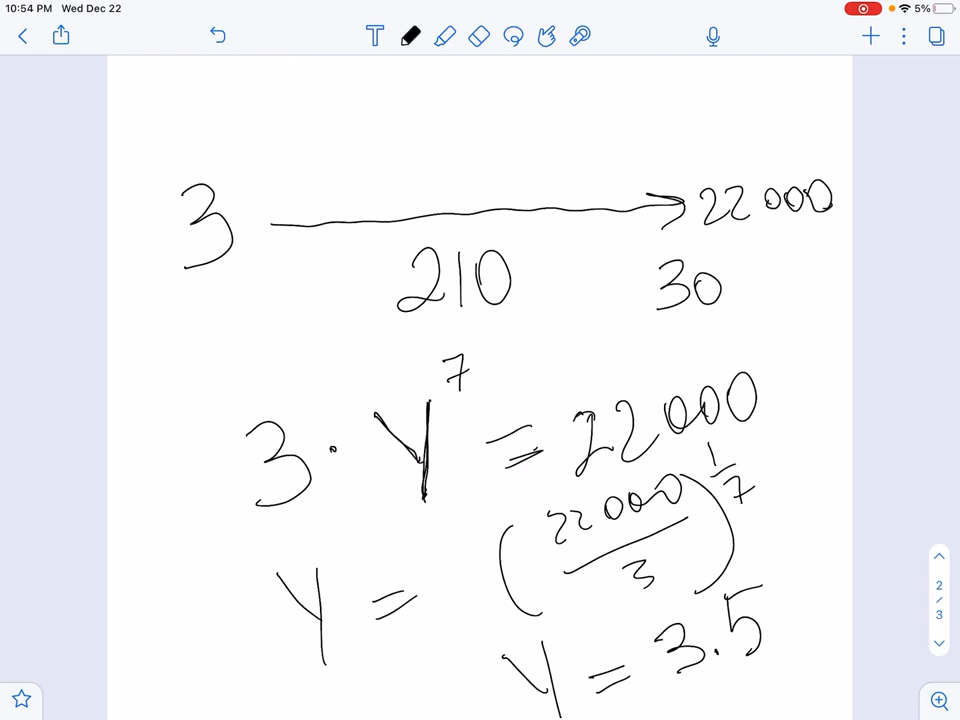 10:54 PM Wed Dec 22 5%
T
3 → 22000
210 30
3 · Y^7 = 22000
Y = (22000/3)^1/7
Y = 3.5
2 / 3